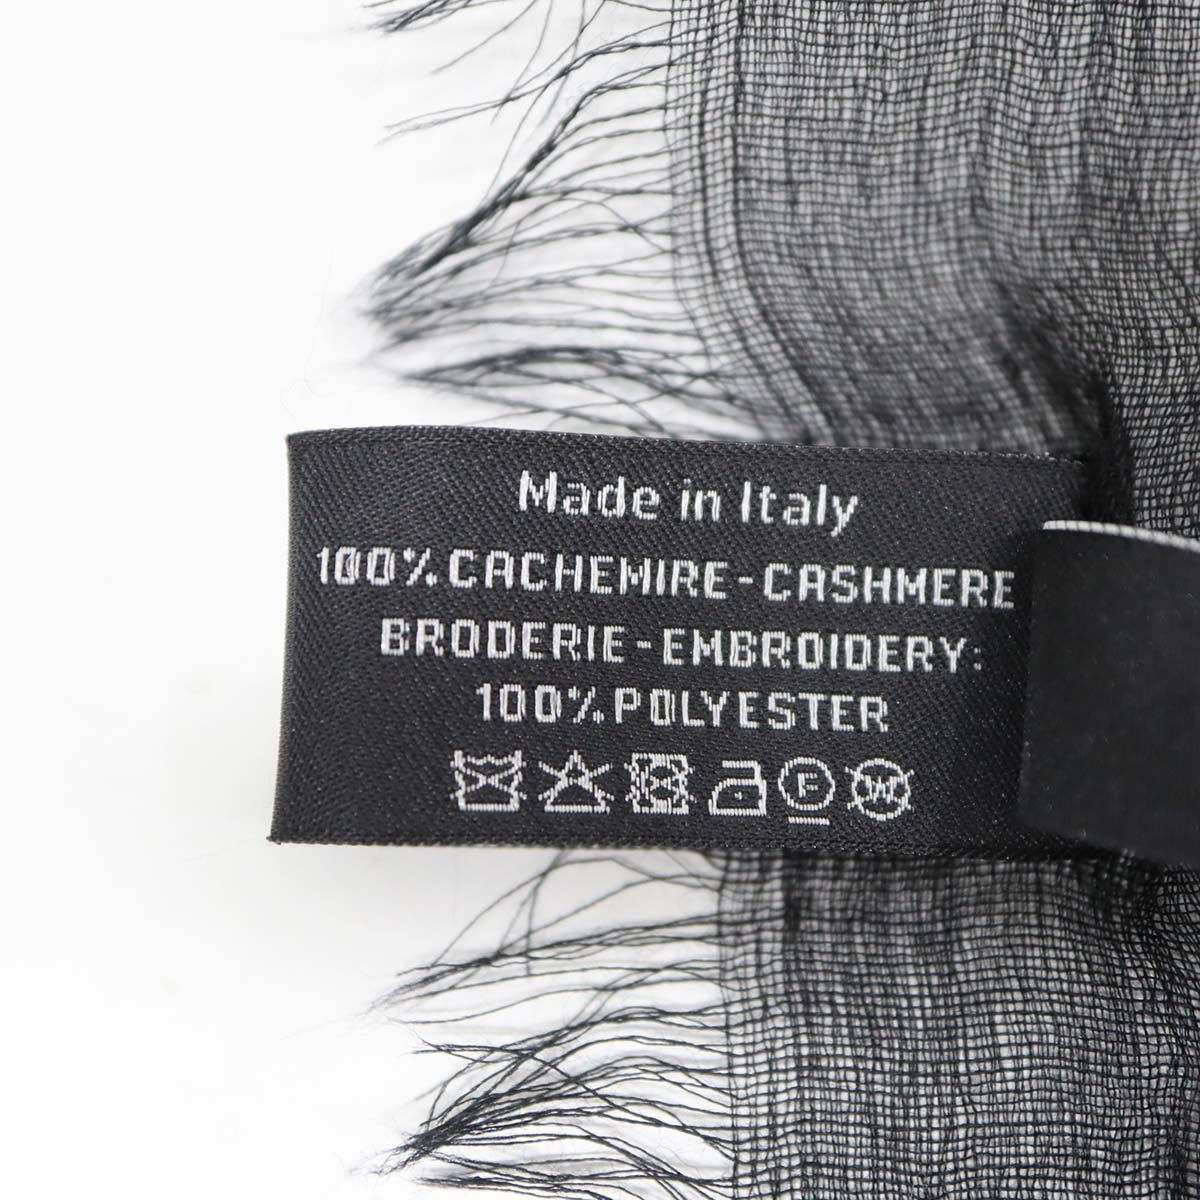 Made in Italy
100% CACHEMIRE-CASHMERE
BRODERIE-EMBROIDERY:
100% POLYESTER
F W